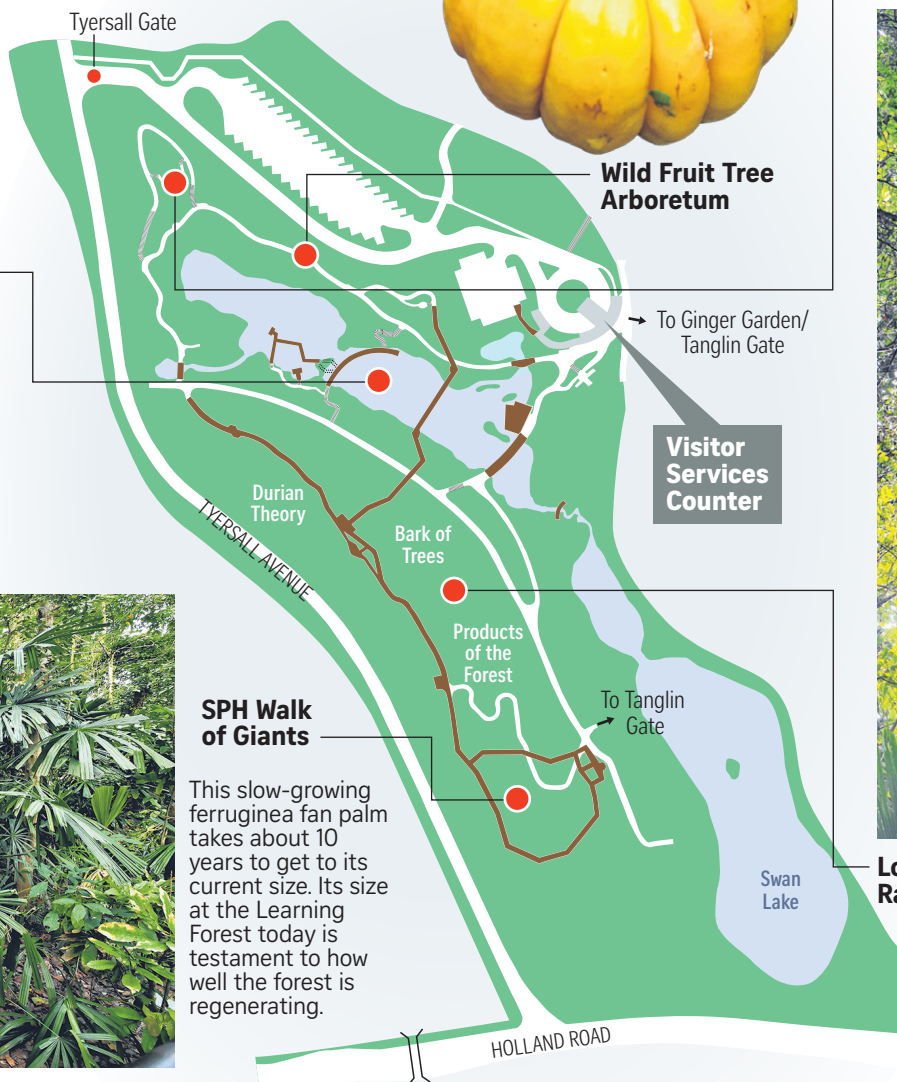 Tyersall Gate
Wild Fruit Tree
Arboretum
To Ginger Garden/
Tanglin Gate
Visitor
Services
Counter
Durian
Theory
TYERSALL AVENUE
Bark of
Trees
Products
of the
Forest
SPH Walk
of Giants
To Tanglin
Gate
This slow-growing
ferruginea fan palm
takes about 10
years to get to its
current size. Its size
at the Learning
Forest today is
testament to how
well the forest is
regenerating.
Swan
Lake
HOLLAND ROAD